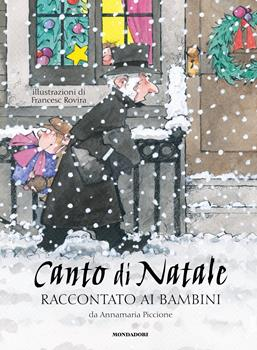 illustrazioni di
Francesc Rovira
Canto di Natale
RACCONTATO AI BAMBINI
da Annamaria Piccione
MONDADORI